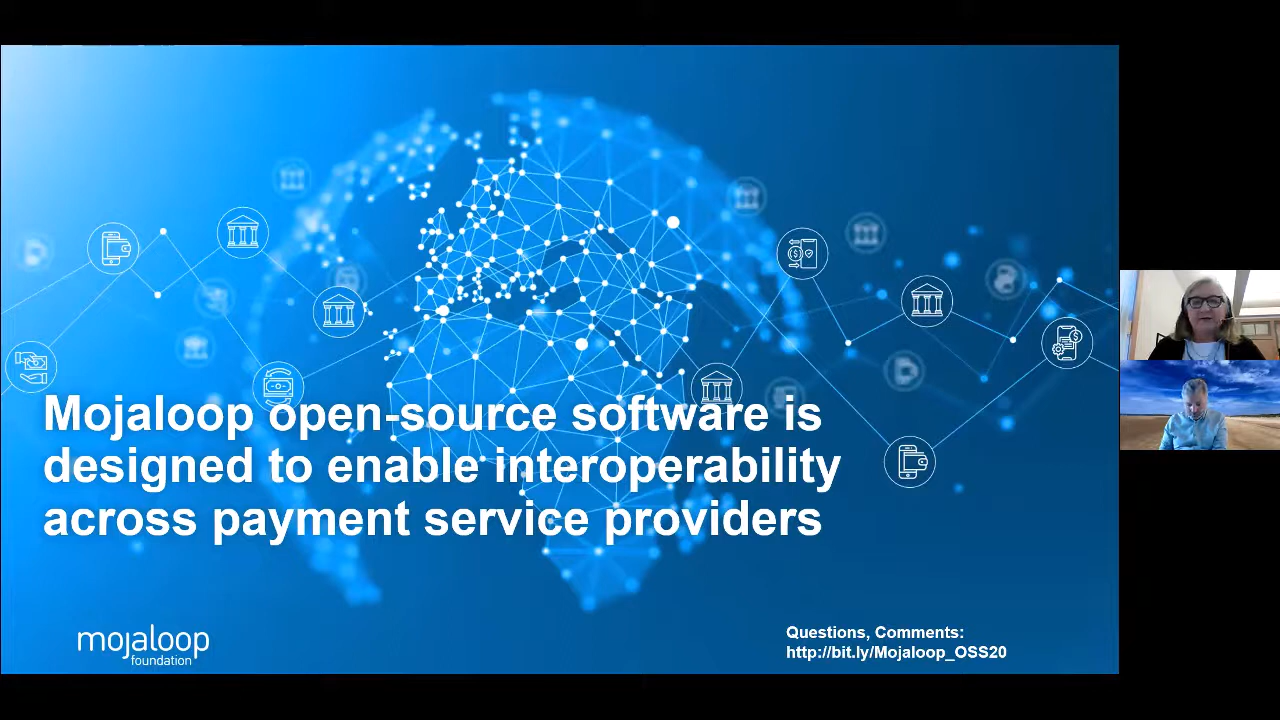 Mojaloop open-source software is
designed to enable interoperability
across payment service providers
mojaloop
foundation
Questions, Comments:
http://bit.ly/Mojaloop_OSS20